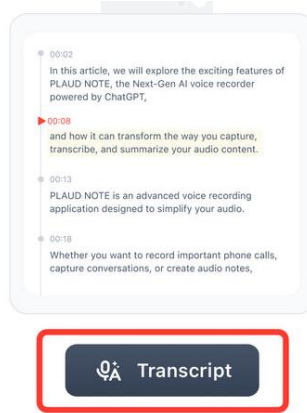 00:02
In this article, we will explore the exciting features of
PLAUD NOTE, the Next-Gen AI voice recorder
powered by ChatGPT,
00:08
and how it can transform the way you capture,
transcribe, and summarize your audio content.
00:13
PLAUD NOTE is an advanced voice recording
application designed to simplify your audio.
00:18
Whether you want to record important phone calls,
capture conversations, or create audio notes,
Transcript